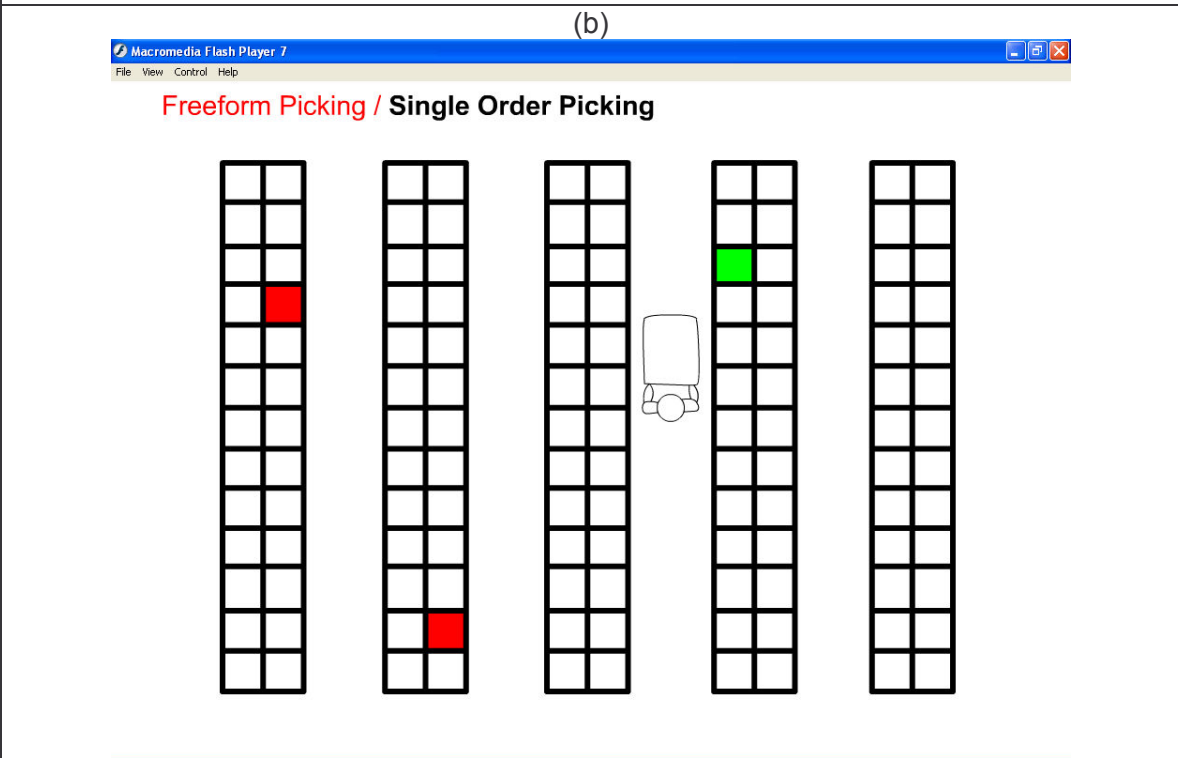 (b)
Macromedia Flash Player 7
File View Control Help
Freeform Picking / Single Order Picking